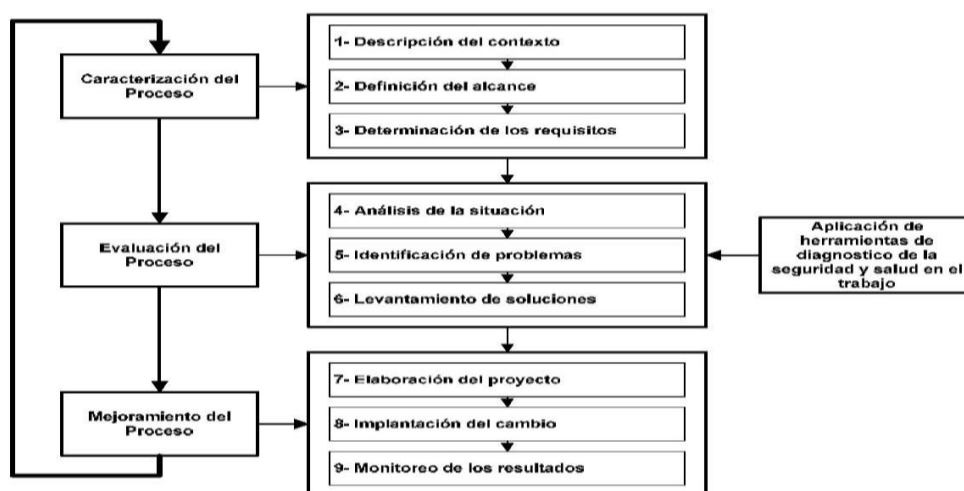 Caracterización del
Proceso
1- Descripción del contexto
2- Definición del alcance
3- Determinación de los requisitos
Evaluación del
Proceso
4- Análisis de la situación
5- Identificación de problemas
6- Levantamiento de soluciones
Aplicación de
herramientas de
diagnostico de la
seguridad y salud en el
trabajo
Mejoramiento del
Proceso
7- Elaboración del proyecto
8- Implantación del cambio
9- Monitoreo de los resultados